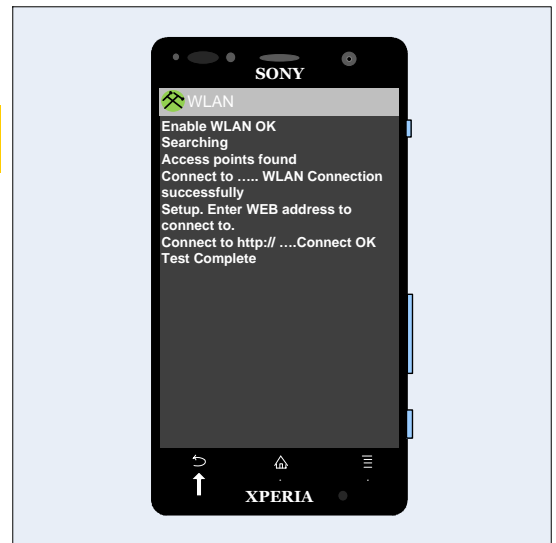 SONY
WLAN
Enable WLAN OK
Searching
Access points found
Connect to ….. WLAN Connection
successfully
Setup. Enter WEB address to
connect to.
Connect to http:// ….Connect OK
Test Complete
XPERIA